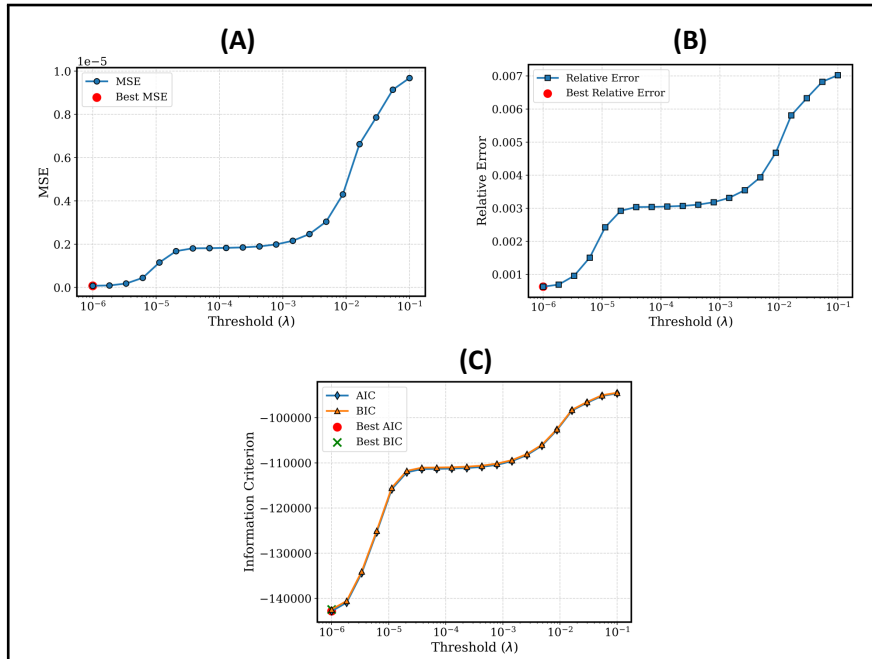 (A)
1e−5
MSE
Best MSE
1.0
0.8
0.6
0.4
0.2
0.0
MSE
10⁻⁶ 10⁻⁵ 10⁻⁴ 10⁻³ 10⁻² 10⁻¹
Threshold (λ)
(B)
Relative Error
Best Relative Error
0.007
0.006
0.005
0.004
0.003
0.002
0.001
Relative Error
10⁻⁶ 10⁻⁵ 10⁻⁴ 10⁻³ 10⁻² 10⁻¹
Threshold (λ)
(C)
AIC
BIC
Best AIC
Best BIC
−100000
−110000
−120000
−130000
−140000
Information Criterion
10⁻⁶ 10⁻⁵ 10⁻⁴ 10⁻³ 10⁻² 10⁻¹
Threshold (λ)